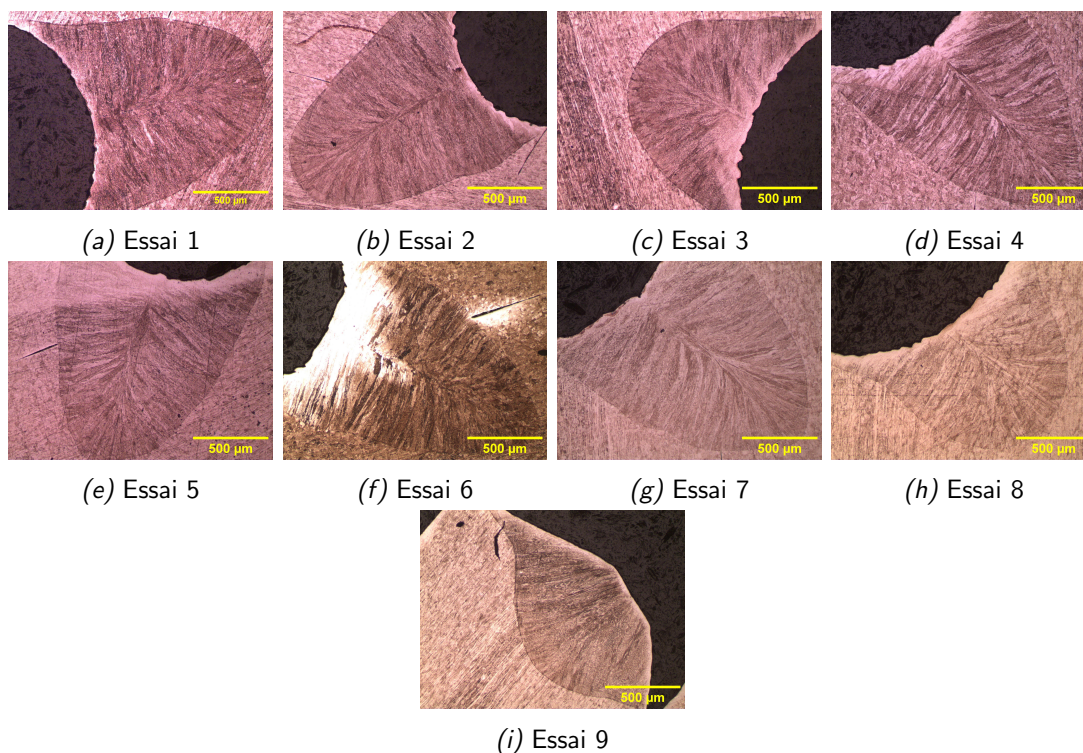 500 µm
500 µm
500 µm
500 µm
(a) Essai 1
(b) Essai 2
(c) Essai 3
(d) Essai 4
500 µm
500 µm
500 µm
500 µm
(e) Essai 5
(f) Essai 6
(g) Essai 7
(h) Essai 8
500 µm
(i) Essai 9